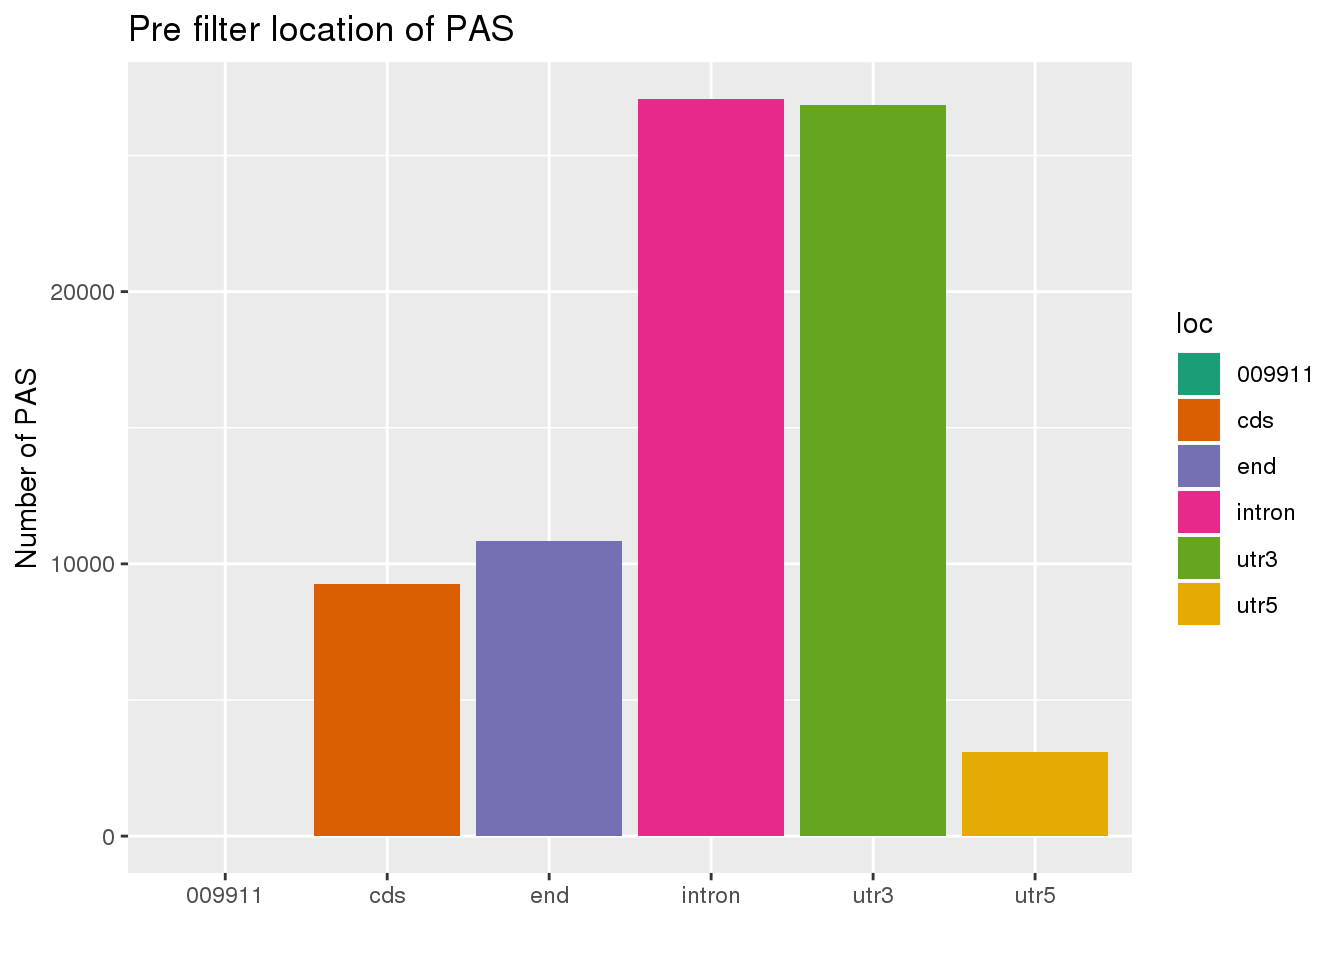 Pre filter location of PAS
Number of PAS
20000
10000
0
009911 cds end intron utr3 utr5
loc
009911
cds
end
intron
utr3
utr5